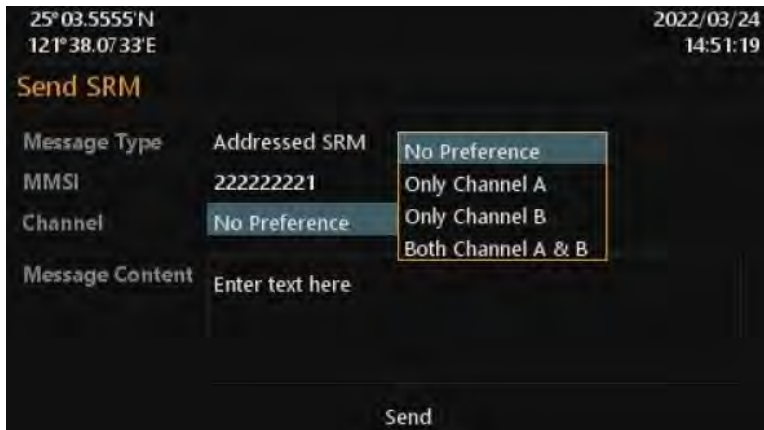 25° 03.5555'N
2022/03/24
121° 38.0733'E
14:51:19
Send SRM
Message Type
Addressed SRM
MMSI
222222221
Channel
No Preference
No Preference
Only Channel A
Only Channel B
Both Channel A & B
Message Content
Enter text here
Send